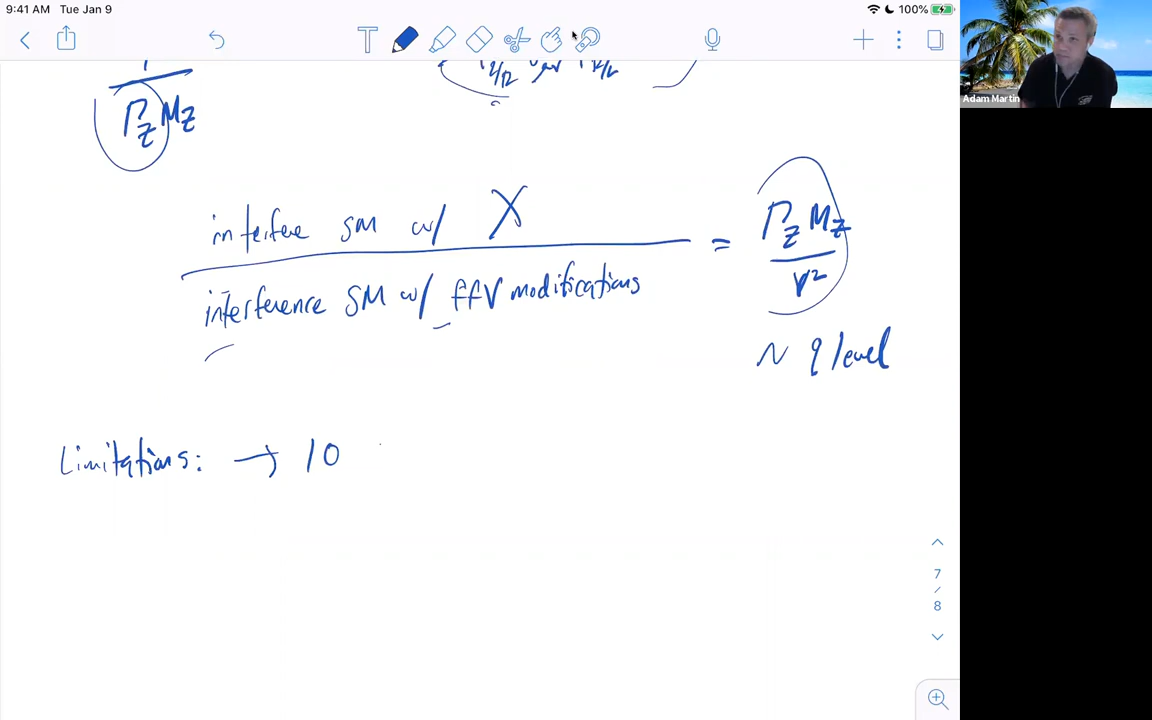 9:41 AM Tue Jan 9
100%
Adam Martin
Γ_Z M_Z
interfere SM w/ X
interference SM w/ ffV modifications
= Γ_Z M_Z
v²
~ % level
Limitations: → 10
7
/
8